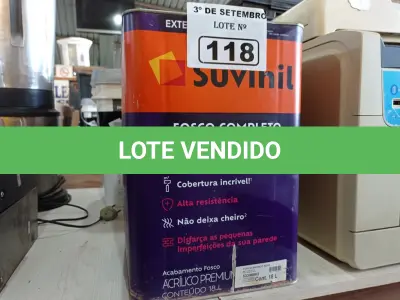 EXTE
3º DE SETEMBRO
LOTE Nº
118
Suvinil
FOSCO COMPLETO
LOTE VENDIDO
Cobertura incrível!
Alta resistência
Não deixa cheiro²
Disfarça as pequenas
imperfeições da sua parede
Acabamento Fosco
ACRÍLICO PREMIUM
CONTEÚDO 18L